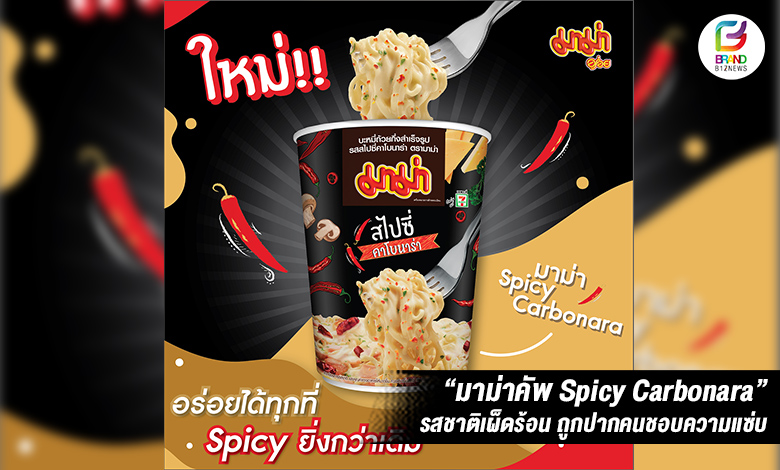 ใหม่!!
มาม่า
อร่อย
BRAND
BIZNEWS
บะหมี่ถ้วยกึ่งสำเร็จรูป
รสสไปซี่คาโบนาร่า ตรามาม่า
มาม่า
สไปซี่
คาโบนาร่า
มาม่า
Spicy
Carbonara
อร่อยได้ทุกที่
Spicy ยิ่งกว่าเดิม
“มาม่าคัพ Spicy Carbonara”
รสชาติเผ็ดร้อน ถูกปากคนชอบความแซ่บ